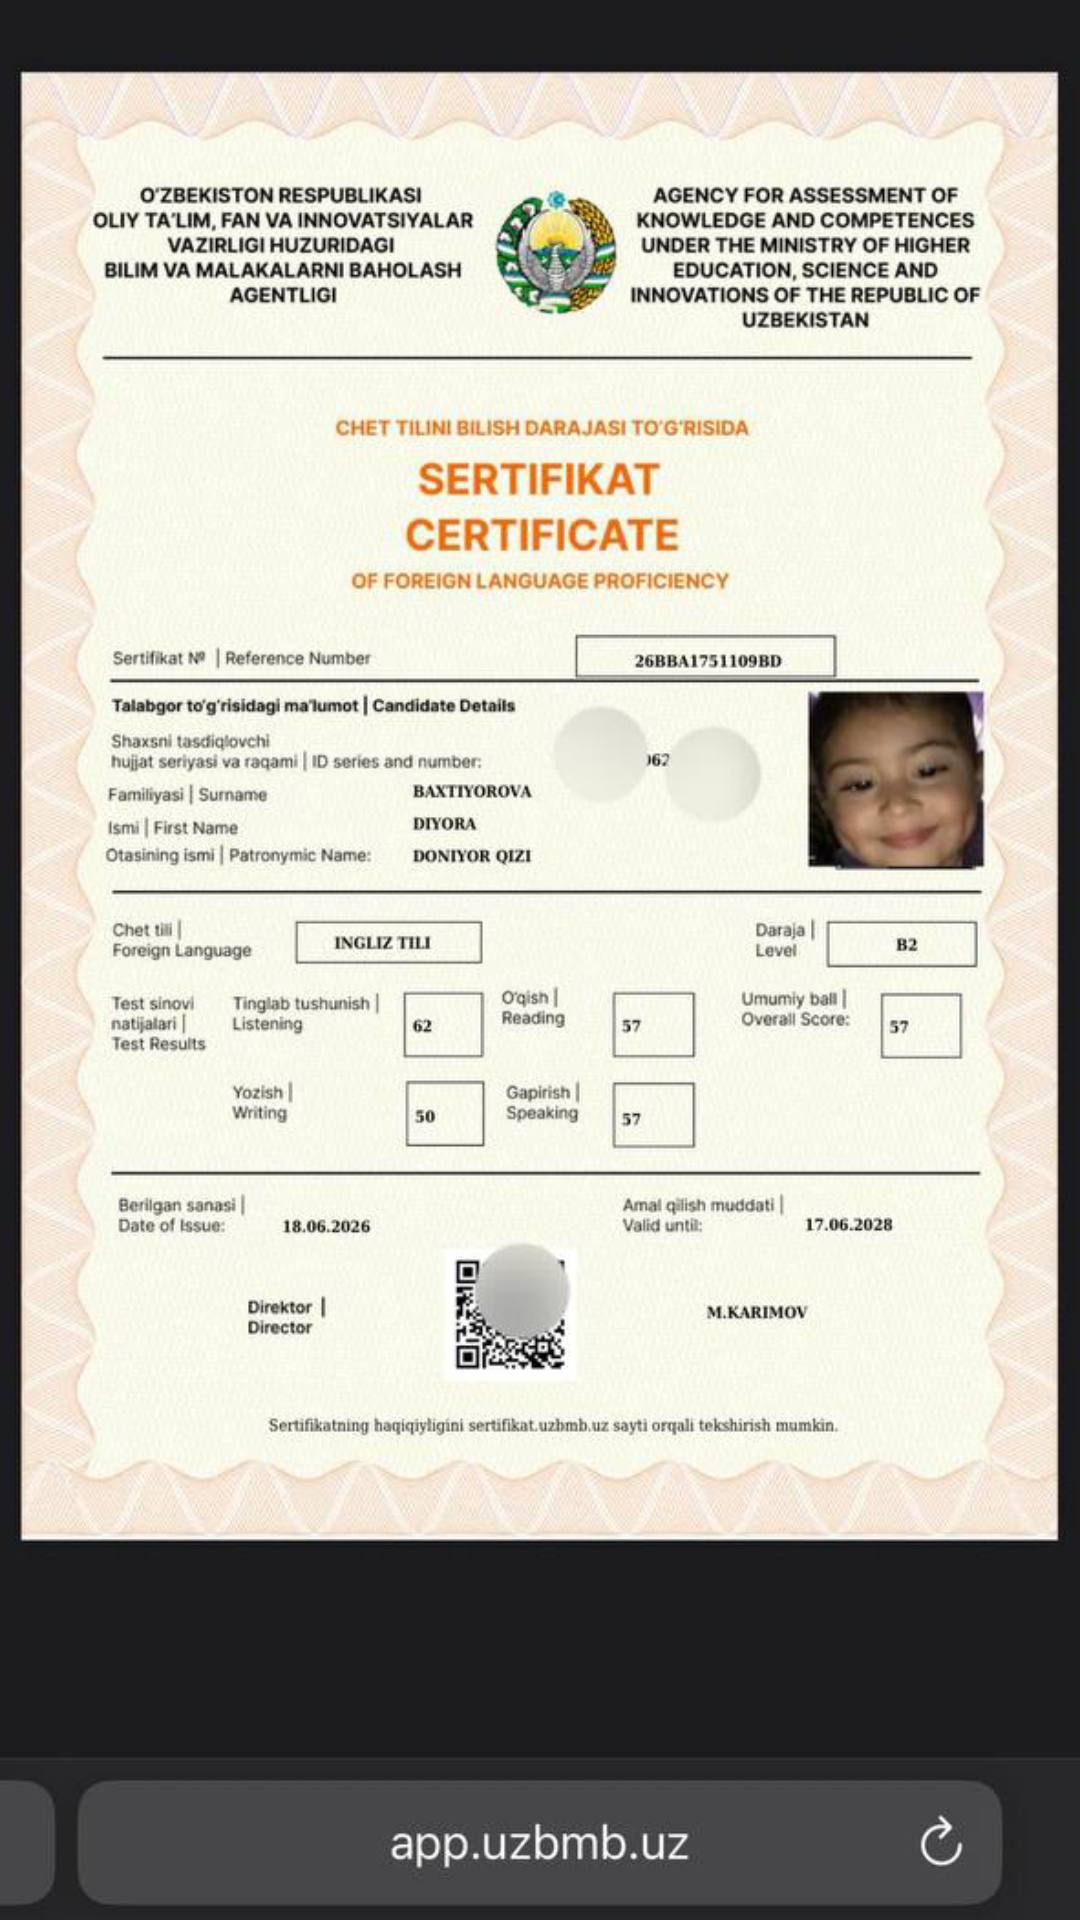 O'ZBEKISTON RESPUBLIKASI
OLIY TA'LIM, FAN VA INNOVATSIYALAR
VAZIRLIGI HUZURIDAGI
BILIM VA MALAKALARNI BAHOLASH
AGENTLIGI
AGENCY FOR ASSESSMENT OF
KNOWLEDGE AND COMPETENCES
UNDER THE MINISTRY OF HIGHER
EDUCATION, SCIENCE AND
INNOVATIONS OF THE REPUBLIC OF
UZBEKISTAN
CHET TILINI BILISH DARAJASI TO'G'RISIDA
SERTIFIKAT
CERTIFICATE
OF FOREIGN LANGUAGE PROFICIENCY
Sertifikat № | Reference Number 26BBA1751109BD
Talabgor to'g'risidagi ma'lumot | Candidate Details
Shaxsni tasdiqlovchi
hujjat seriyasi va raqami | ID series and number: 62
Familiyasi | Surname BAXTIYOROVA
Ismi | First Name DIYORA
Otasining ismi | Patronymic Name: DONIYOR QIZI
Chet tili |
Foreign Language
INGLIZ TILI
Daraja |
Level
B2
Test sinovi
natijalari |
Test Results
Tinglab tushunish |
Listening
62
O'qish |
Reading
57
Umumiy ball |
Overall Score:
57
Yozish |
Writing
50
Gapirish |
Speaking
57
Berilgan sanasi |
Date of Issue: 18.06.2026
Amal qilish muddati |
Valid until: 17.06.2028
Direktor |
Director
M.KARIMOV
Sertifikatning haqiqiyligini sertifikat.uzbmb.uz sayti orqali tekshirish mumkin.
app.uzbmb.uz